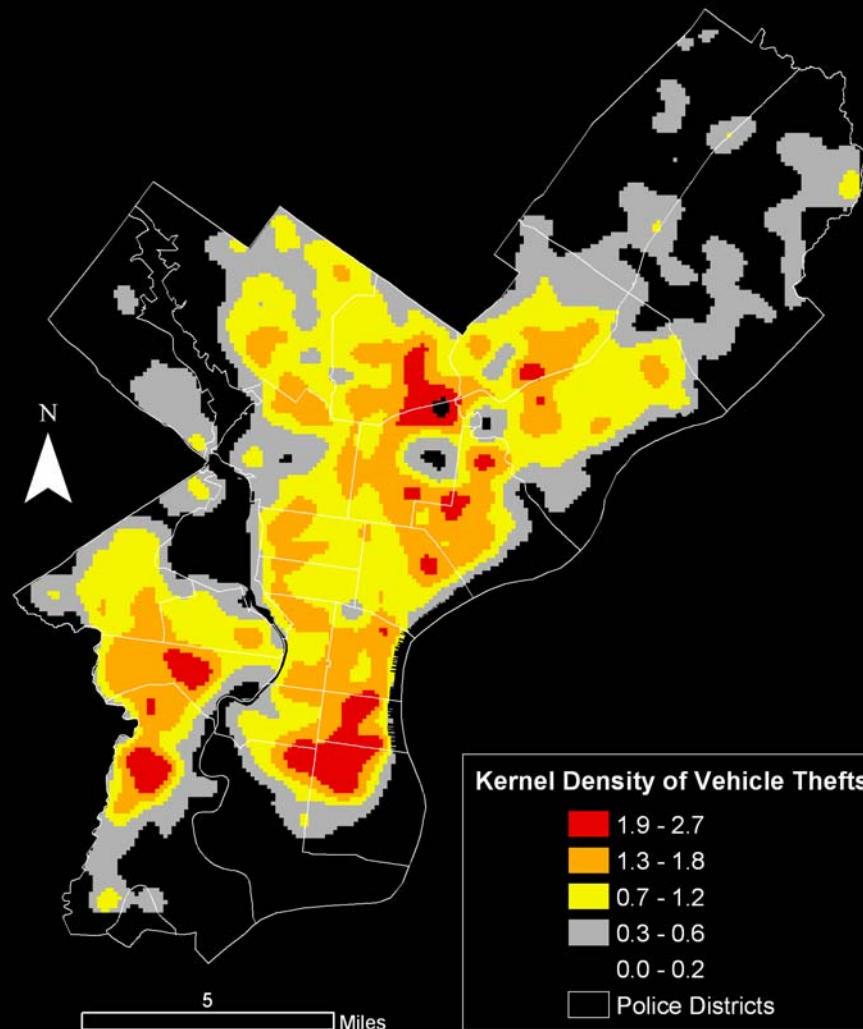 N
Kernel Density of Vehicle Thefts
1.9 - 2.7
1.3 - 1.8
0.7 - 1.2
0.3 - 0.6
0.0 - 0.2
Police Districts
5
Miles